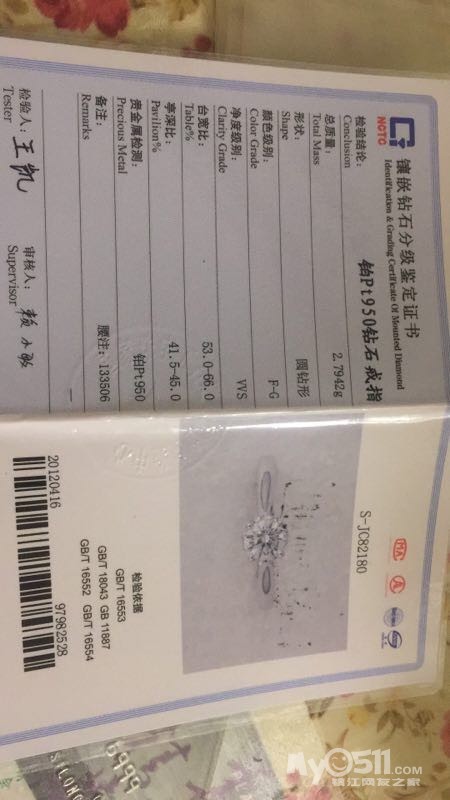 NGTC
镶嵌钻石分级鉴定证书
Identification & Grading Certificate Of Mounted Diamond
检验结论:
Conclusion
铂Pt950钻石戒指
总质量:
Total Mass
2.7942g
形状:
Shape
圆钻形
颜色级别:
Color Grade
F-G
净度级别:
Clarity Grade
VVS
台宽比:
Table%
53.0-66.0
亭深比:
Pavilion%
41.5-45.0
贵金属检测:
Precious Metal
铂Pt950
备注:
Remarks
腰注:133506
—
检验人:
Tester
王凯
审核人:
Supervisor
S-JC82180
MA
检验依据
GB/T 16553
GB/T 18043 GB 11887
GB/T 16552 GB/T 16554
20120416
97982528
9999
My0511.com
镇江网友之家